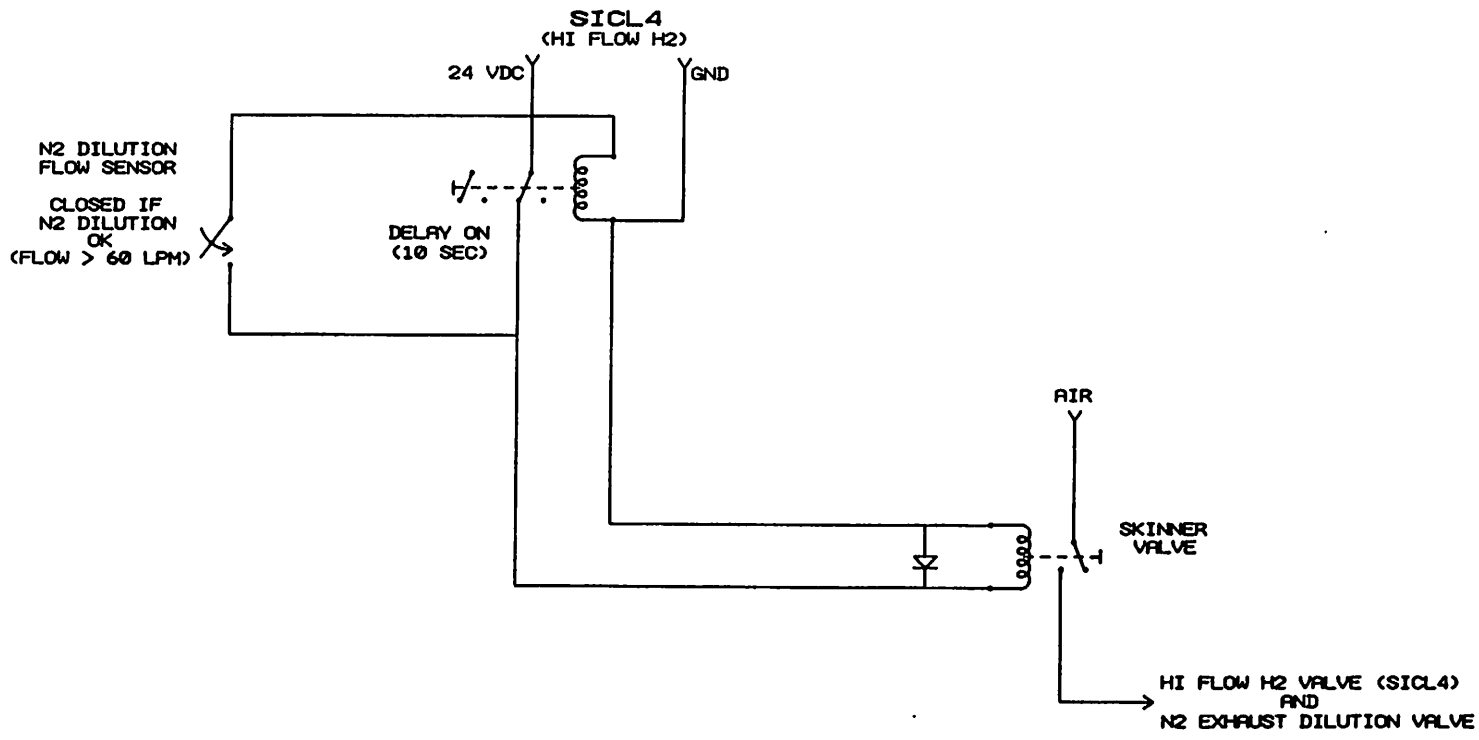 SICL4
(HI FLOW H2)
24 VDC
GND
N2 DILUTION
FLOW SENSOR
CLOSED IF
N2 DILUTION
OK
(FLOW > 60 LPM)
DELAY ON
(10 SEC)
AIR
SKINNER
VALVE
HI FLOW H2 VALVE (SICL4)
AND
N2 EXHAUST DILUTION VALVE